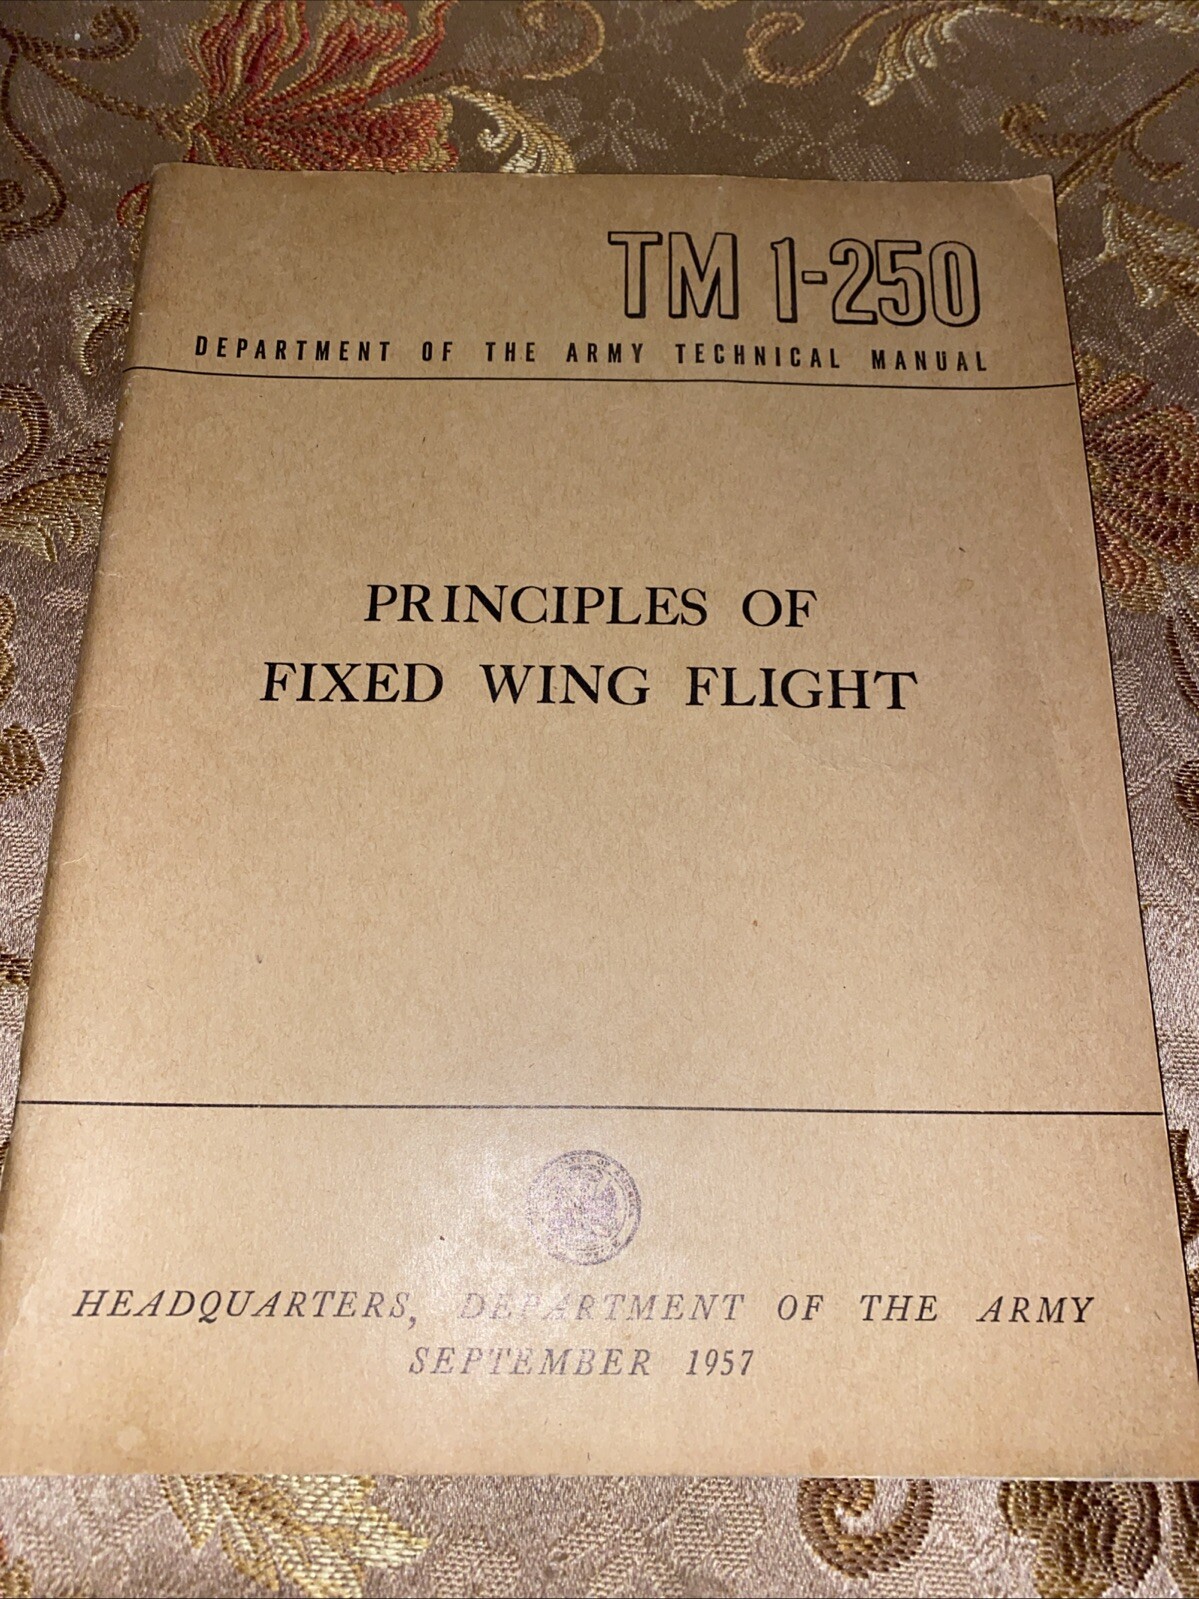 TM 1-250
DEPARTMENT OF THE ARMY TECHNICAL MANUAL
PRINCIPLES OF
FIXED WING FLIGHT
HEADQUARTERS, DEPARTMENT OF THE ARMY
SEPTEMBER 1957